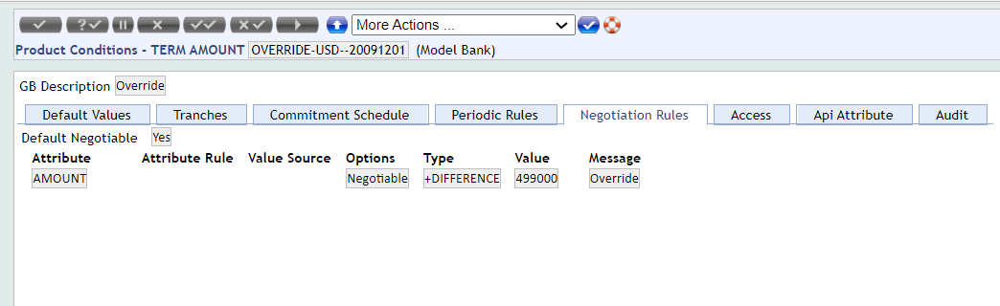 More Actions ...
Product Conditions - TERM AMOUNT OVERRIDE-USD--20091201 (Model Bank)
GB Description Override
Default Values Tranches Commitment Schedule Periodic Rules Negotiation Rules Access Api Attribute Audit
Default Negotiable Yes
Attribute Attribute Rule Value Source Options Type Value Message
AMOUNT Negotiable +DIFFERENCE 499000 Override